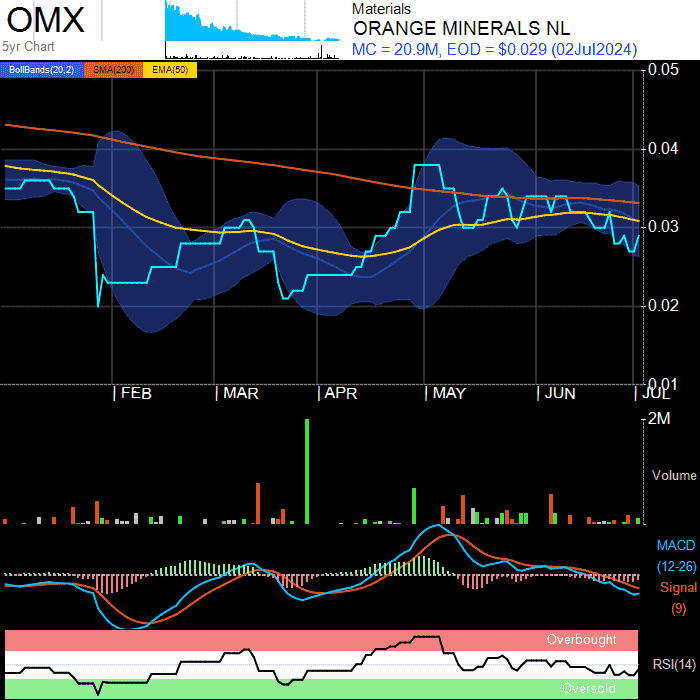 OMX
5yr Chart
Materials
ORANGE MINERALS NL
MC = 20.9M, EOD = $0.029 (02Jul2024)
BollBands(20,2) SMA(200) EMA(50)
0.05
0.04
0.03
0.02
0.01
FEB MAR APR MAY JUN JUL
2M
Volume
MACD
(12-26)
Signal
(9)
Overbought
RSI(14)
Oversold